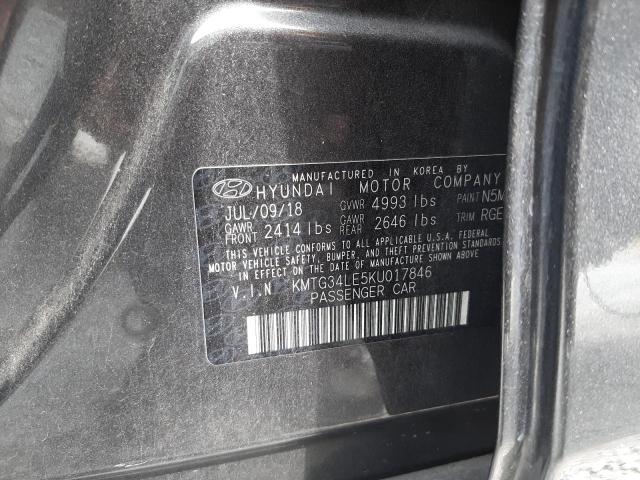 MANUFACTURED IN KOREA BY
HYUNDAI MOTOR COMPANY
JUL/09/18 GVWR 4993 lbs PAINT N5M
GAWR FRONT 2414 lbs GAWR REAR 2646 lbs TRIM RGE
THIS VEHICLE CONFORMS TO ALL APPLICABLE U.S.A. FEDERAL
MOTOR VEHICLE SAFETY, BUMPER, AND THEFT PREVENTION STANDARDS
IN EFFECT ON THE DATE OF MANUFACTURE SHOWN ABOVE.
V.I.N KMTG34LE5KU017846
PASSENGER CAR